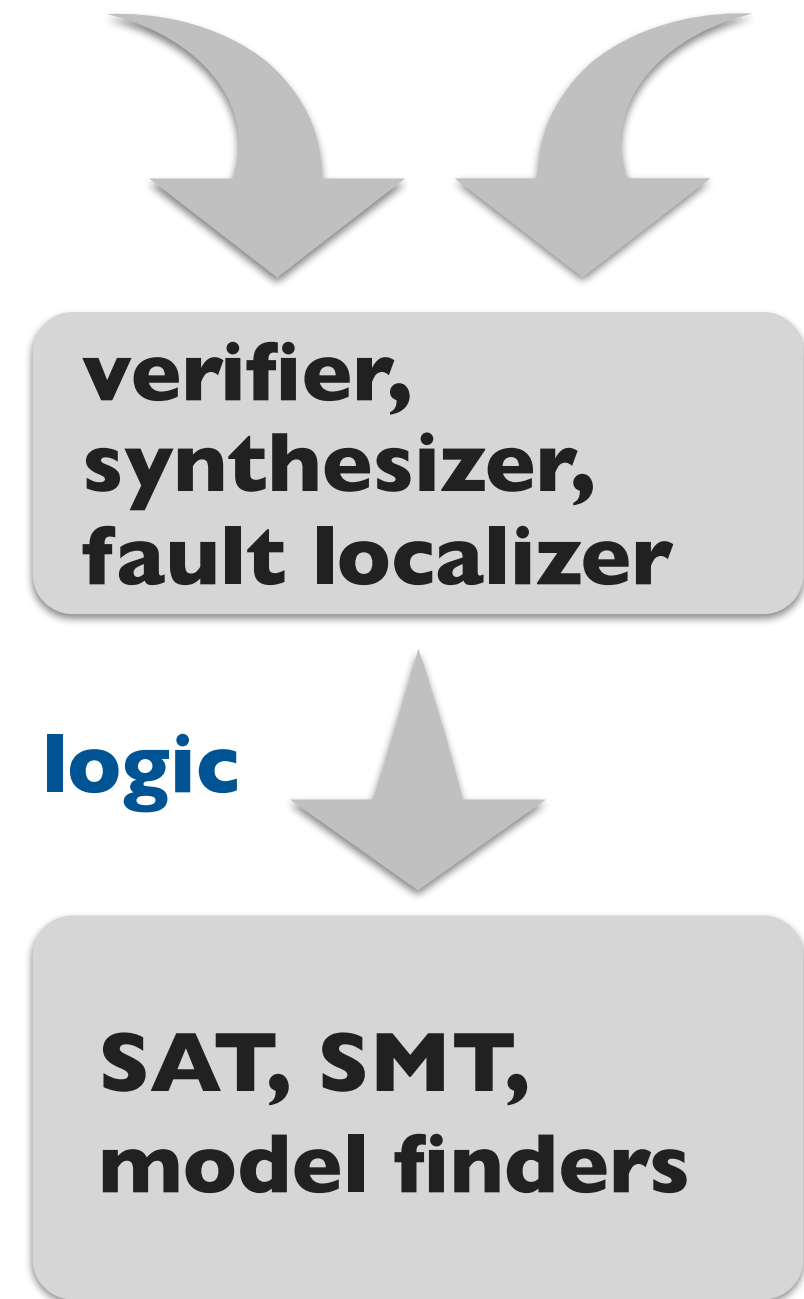 verifier,
synthesizer,
fault localizer
logic
SAT, SMT,
model finders